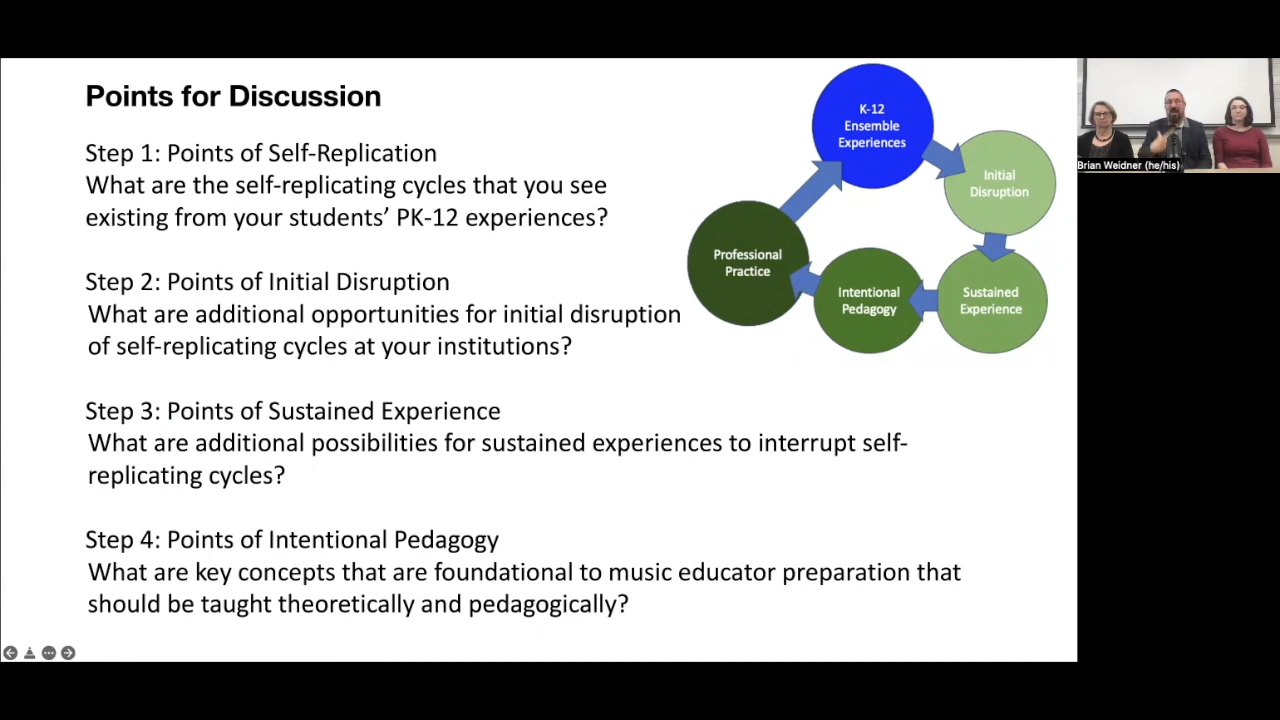 Points for Discussion
Step 1: Points of Self-Replication
What are the self-replicating cycles that you see
existing from your students’ PK-12 experiences?
Step 2: Points of Initial Disruption
What are additional opportunities for initial disruption
of self-replicating cycles at your institutions?
Step 3: Points of Sustained Experience
What are additional possibilities for sustained experiences to interrupt self-
replicating cycles?
Step 4: Points of Intentional Pedagogy
What are key concepts that are foundational to music educator preparation that
should be taught theoretically and pedagogically?
K-12
Ensemble
Experiences
Initial
Disruption
Sustained
Experience
Intentional
Pedagogy
Professional
Practice
Brian Weidner (he/his)